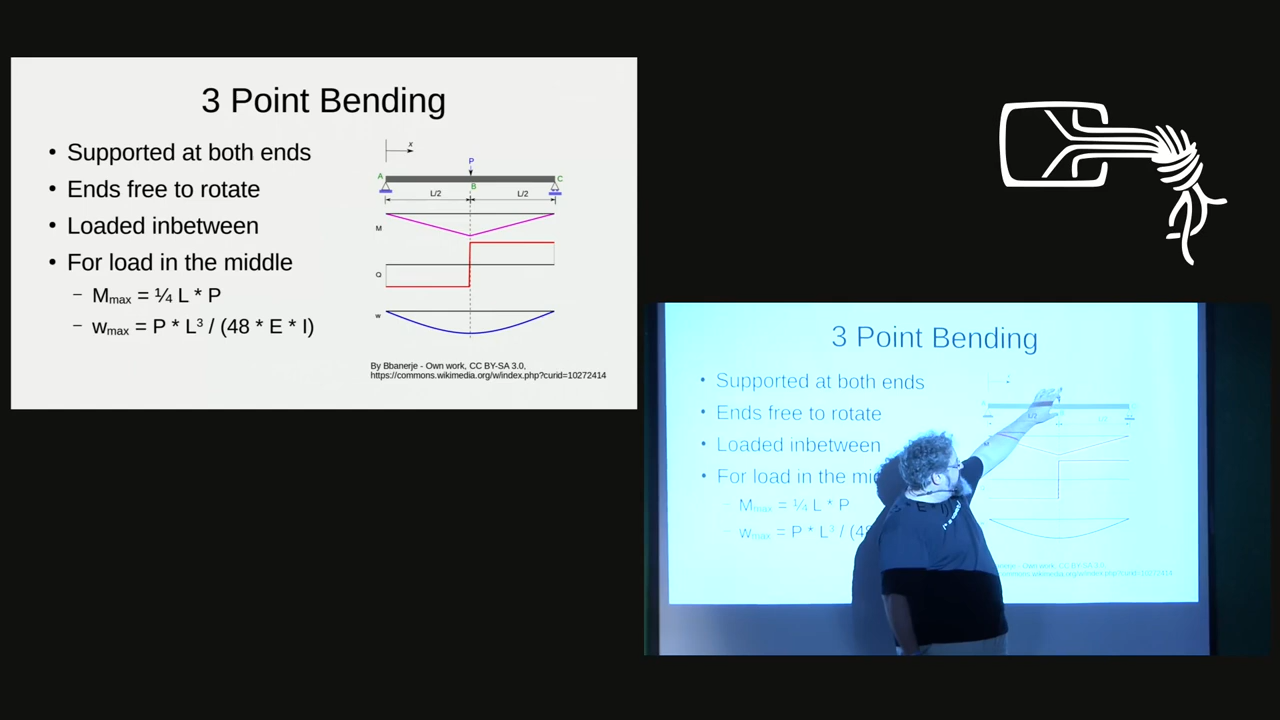 3 Point Bending
• Supported at both ends
• Ends free to rotate
• Loaded inbetween
• For load in the middle
– Mmax = ¼ L * P
– wmax = P * L³ / (48 * E * I)
x
P
A
C
B
L/2
L/2
M
Q
w
By Bbanerje - Own work, CC BY-SA 3.0,
https://commons.wikimedia.org/w/index.php?curid=10272414
3 Point Bending
• Supported at both ends
• Ends free to rotate
• Loaded inbetween
• For load in the
– Mmax = ¼ L * P
– wmax = P * L³ /
L/2